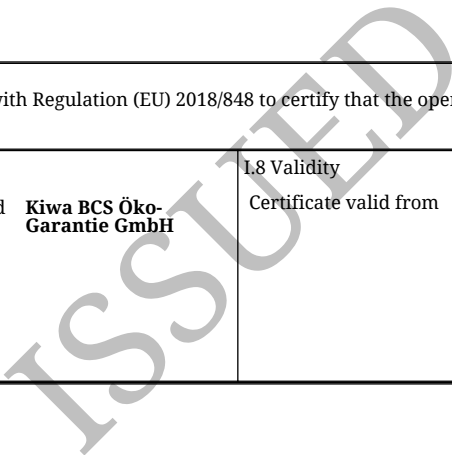 with Regulation (EU) 2018/848 to certify that the
I.8 Validity
Kiwa BCS Öko-
Garantie GmbH
Certificate valid from
ISSUED